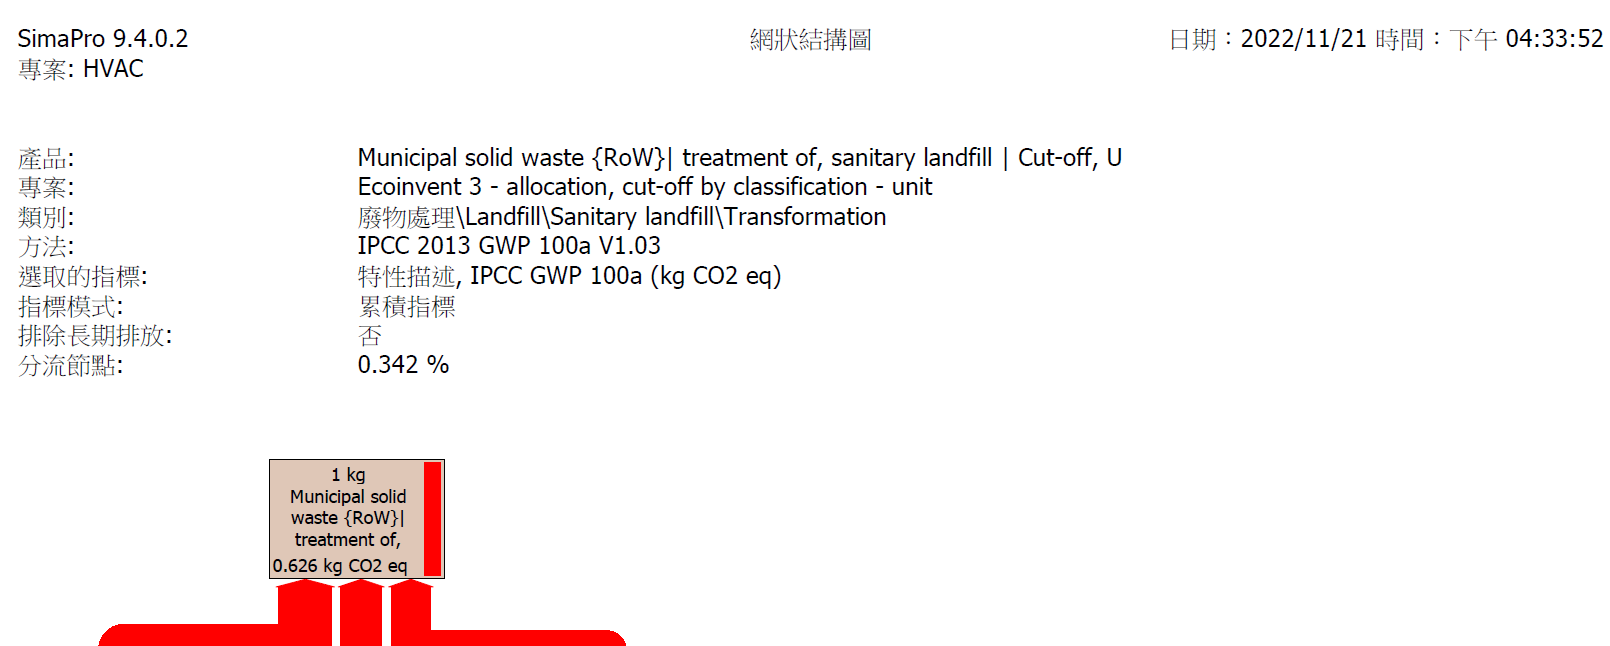 SimaPro 9.4.0.2
網狀結構圖
日期：2022/11/21 時間：下午 04:33:52
專案: HVAC
產品: Municipal solid waste {RoW}| treatment of, sanitary landfill | Cut-off, U
專案: Ecoinvent 3 - allocation, cut-off by classification - unit
類別: 廢物處理\Landfill\Sanitary landfill\Transformation
方法: IPCC 2013 GWP 100a V1.03
選取的指標: 特性描述, IPCC GWP 100a (kg CO2 eq)
指標模式: 累積指標
排除長期排放: 否
分流節點: 0.342 %
1 kg
Municipal solid
waste {RoW}|
treatment of,
0.626 kg CO2 eq